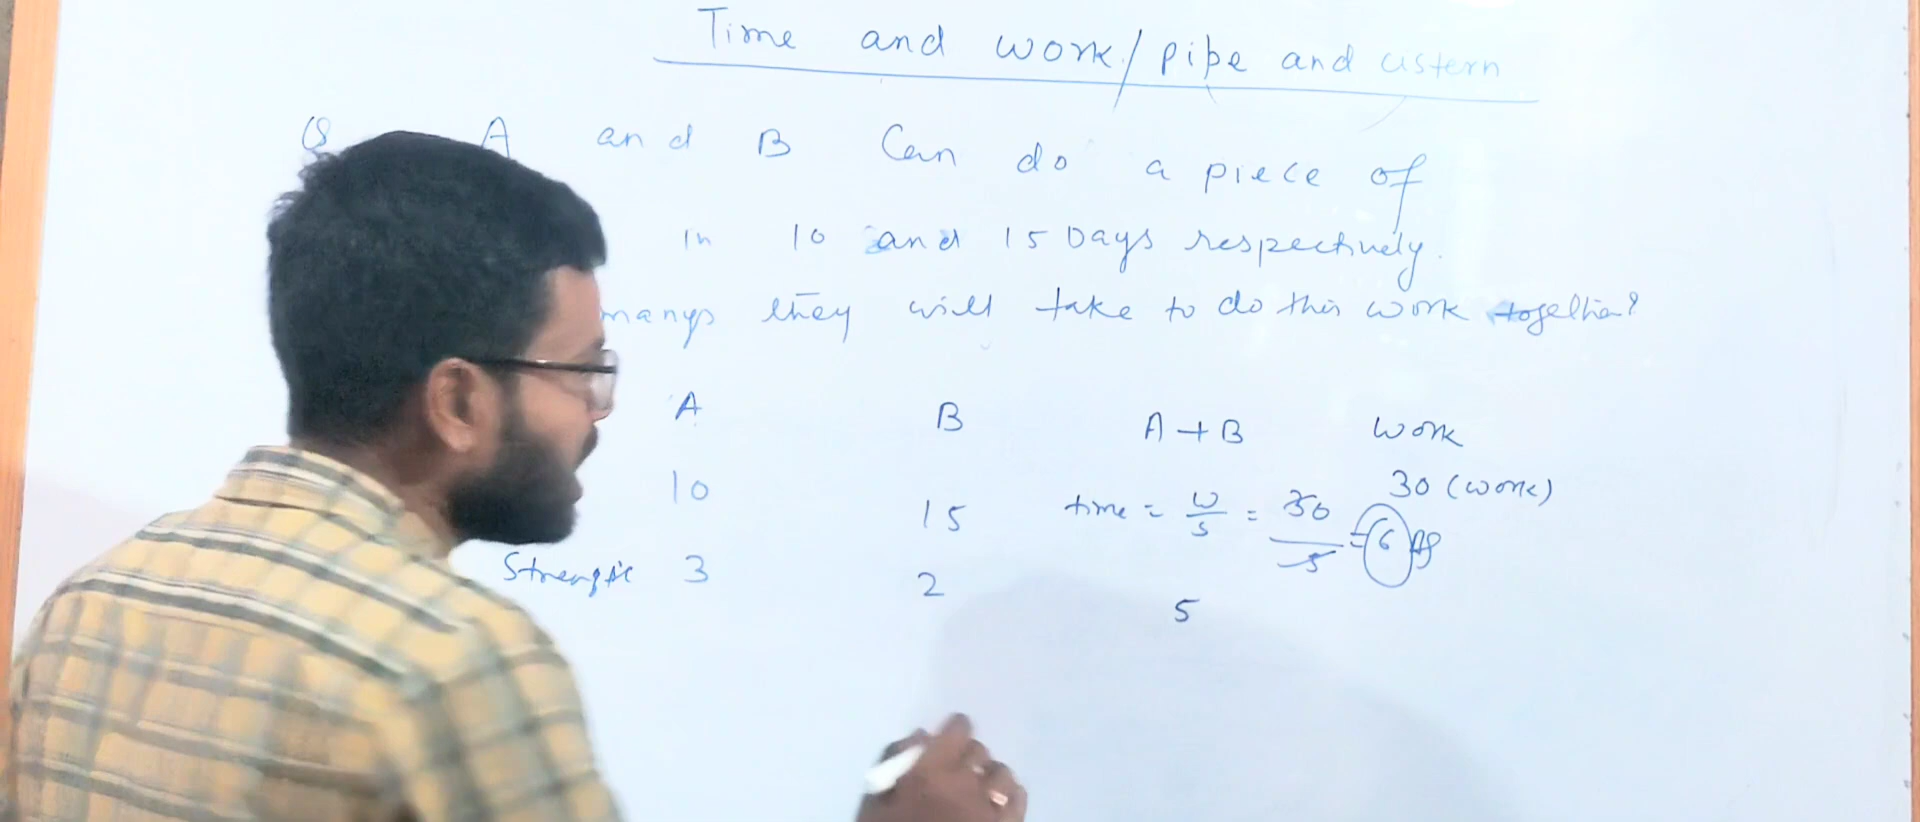 Time and work/pipe and cistern
Q A and B Can do a piece of
in 10 and 15 Days respectively.
manys they will take to do this work together?
A B A+B work
10 15 time = w/s = 30/5 = 6 30 (work)
Strength 3 2 5